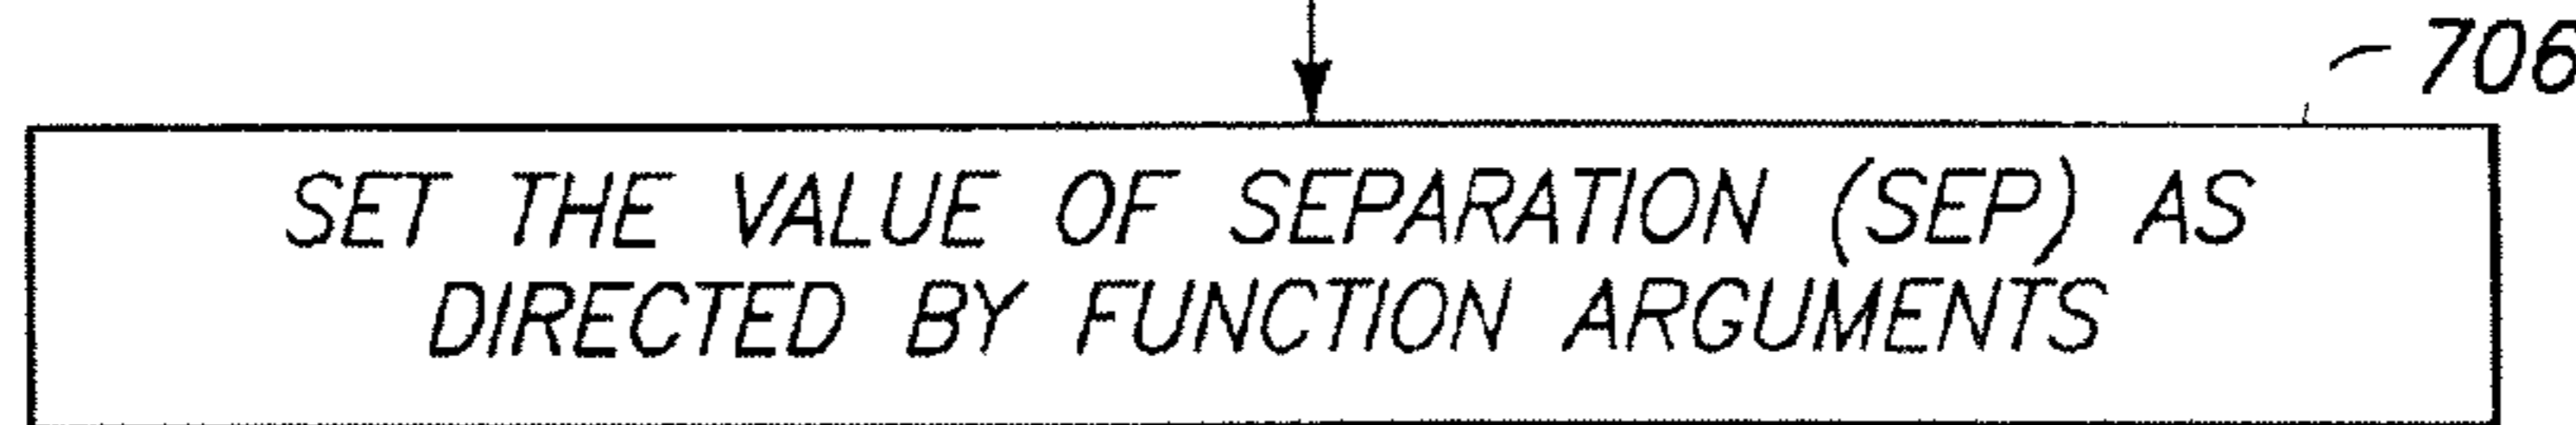 706
SET THE VALUE OF SEPARATION (SEP) AS
DIRECTED BY FUNCTION ARGUMENTS